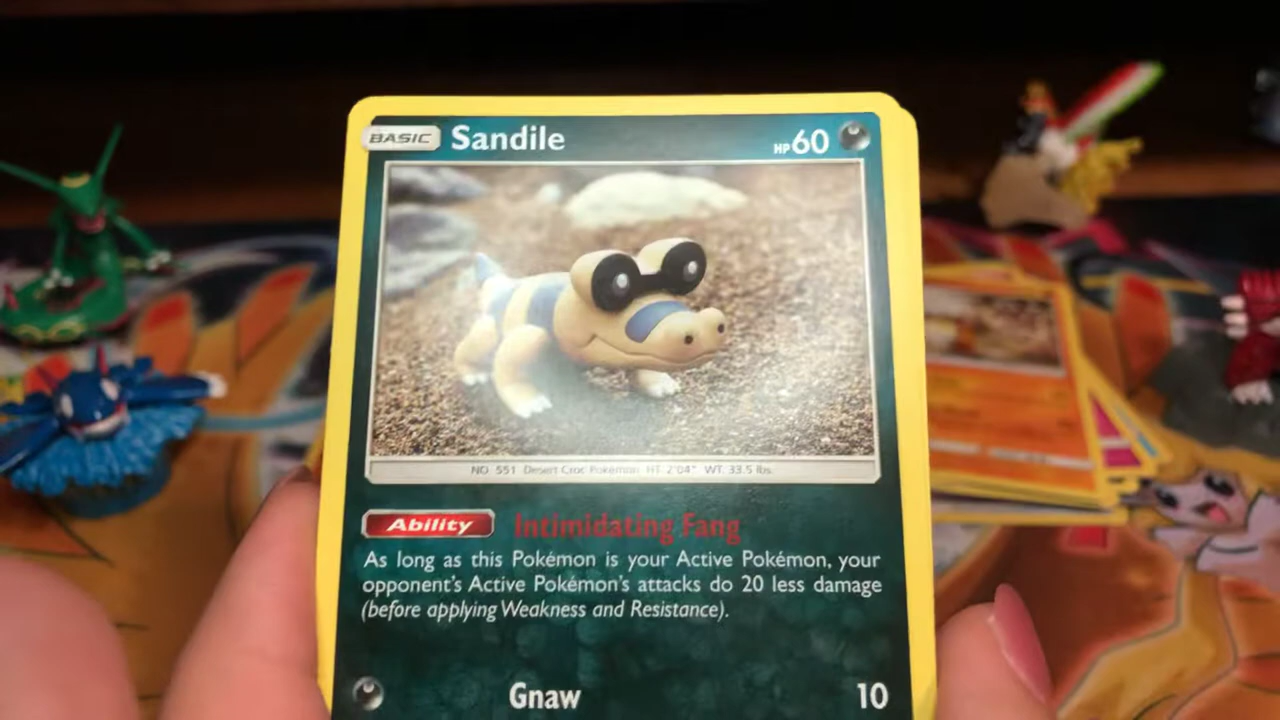 BASIC Sandile HP 60
NO. 551 Desert Croc Pokémon HT. 2'04" WT. 33.5 lbs.
Ability Intimidating Fang
As long as this Pokémon is your Active Pokémon, your
opponent's Active Pokémon's attacks do 20 less damage
(before applying Weakness and Resistance).
Gnaw 10